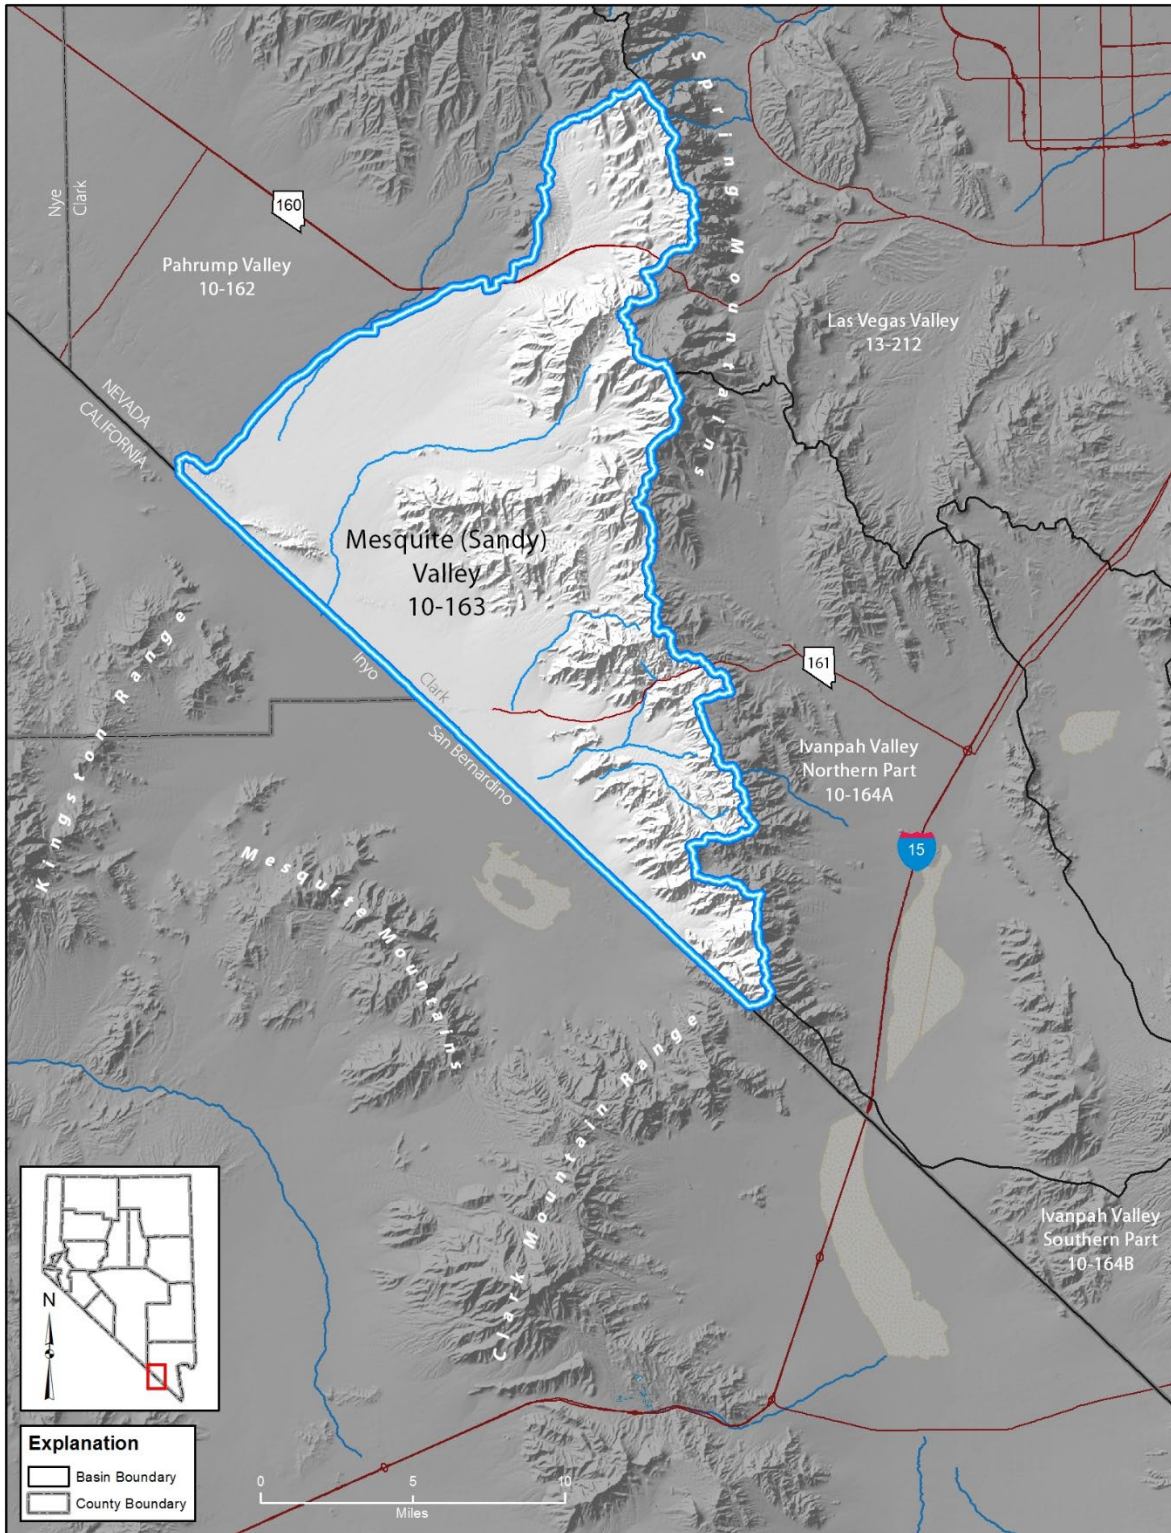 Spring Mountains
Nye
Clark
160
Pahrump Valley
10-162
Las Vegas Valley
13-212
NEVADA
CALIFORNIA
Mesquite (Sandy)
Valley
10-163
Kingston Range
Inyo
Clark
San Bernardino
161
Ivanpah Valley
Northern Part
10-164A
15
Mesquite Mountains
Clark Mountain Range
Ivanpah Valley
Southern Part
10-164B
N
Explanation
Basin Boundary
County Boundary
0 5 10
Miles